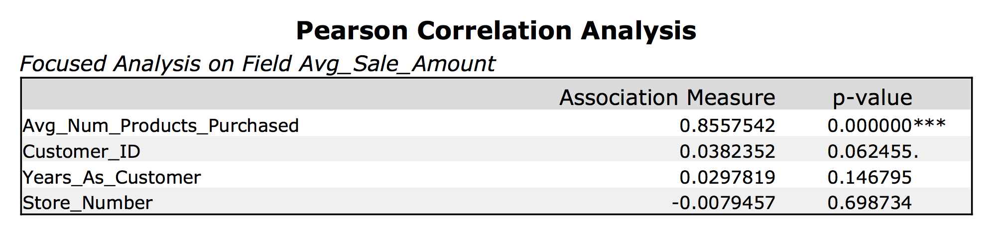 Pearson Correlation Analysis
Focused Analysis on Field Avg_Sale_Amount
Association Measure p-value
Avg_Num_Products_Purchased 0.8557542 0.000000***
Customer_ID 0.0382352 0.062455.
Years_As_Customer 0.0297819 0.146795
Store_Number -0.0079457 0.698734